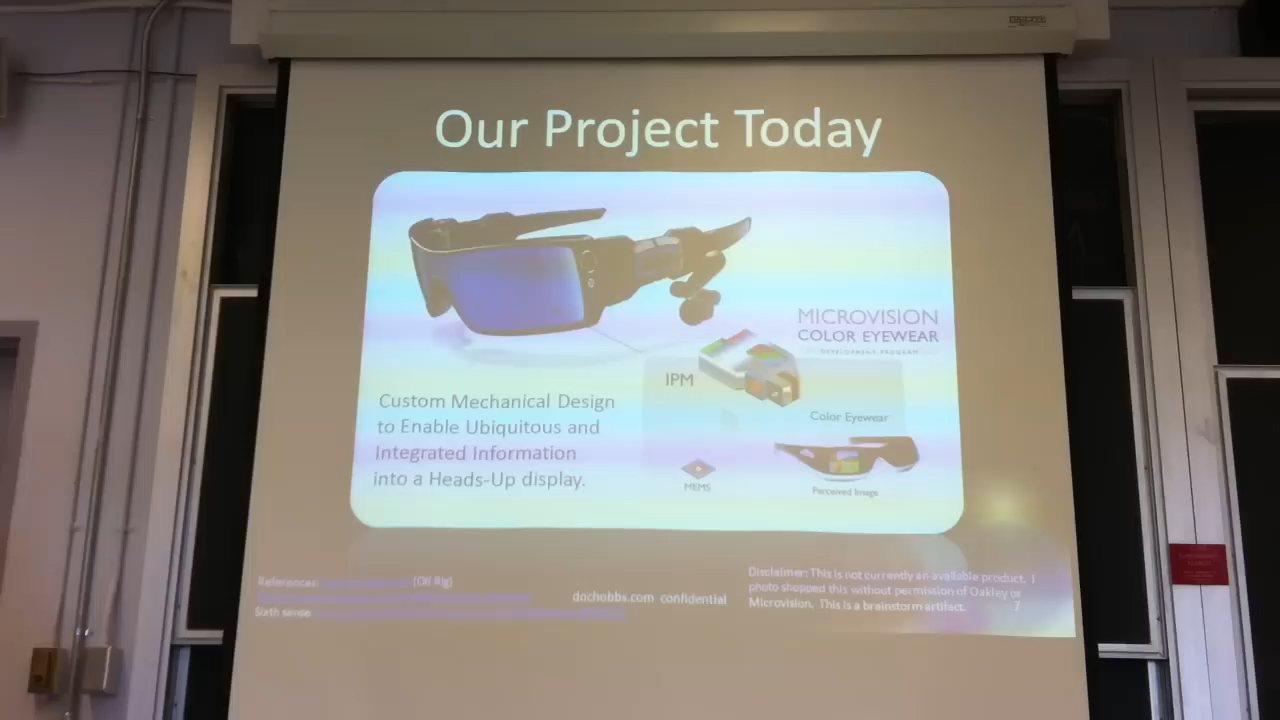 Our Project Today
MICROVISION
COLOR EYEWEAR
DEVELOPMENT PROGRAM
IPM
Color Eyewear
Custom Mechanical Design
to Enable Ubiquitous and
Integrated Information
into a Heads-Up display.
MEMS
Perceived Image
References: (Oil Rig)
Sixth sense
dochobbs.com confidential
Disclaimer: This is not currently an available product. I
photo shopped this without permission of Oakley or
Microvision. This is a brainstorm artifact.
7